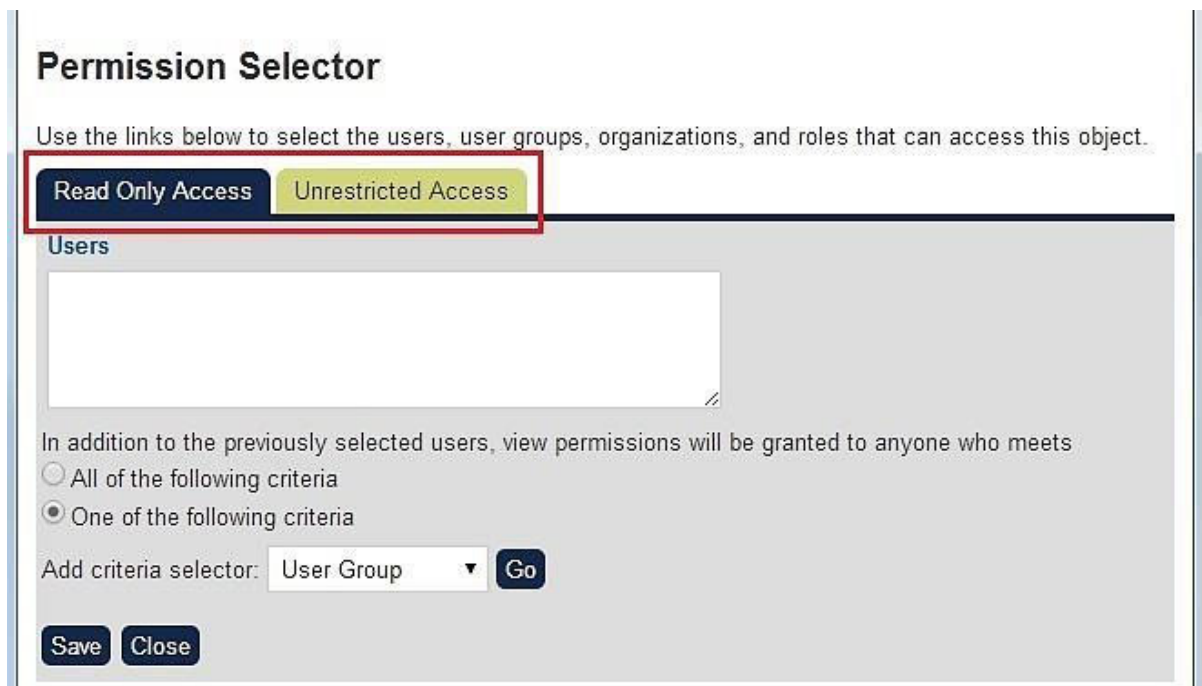 Permission Selector
Use the links below to select the users, user groups, organizations, and roles that can access this object.
Read Only Access Unrestricted Access
Users
In addition to the previously selected users, view permissions will be granted to anyone who meets
All of the following criteria
One of the following criteria
Add criteria selector: User Group Go
Save Close